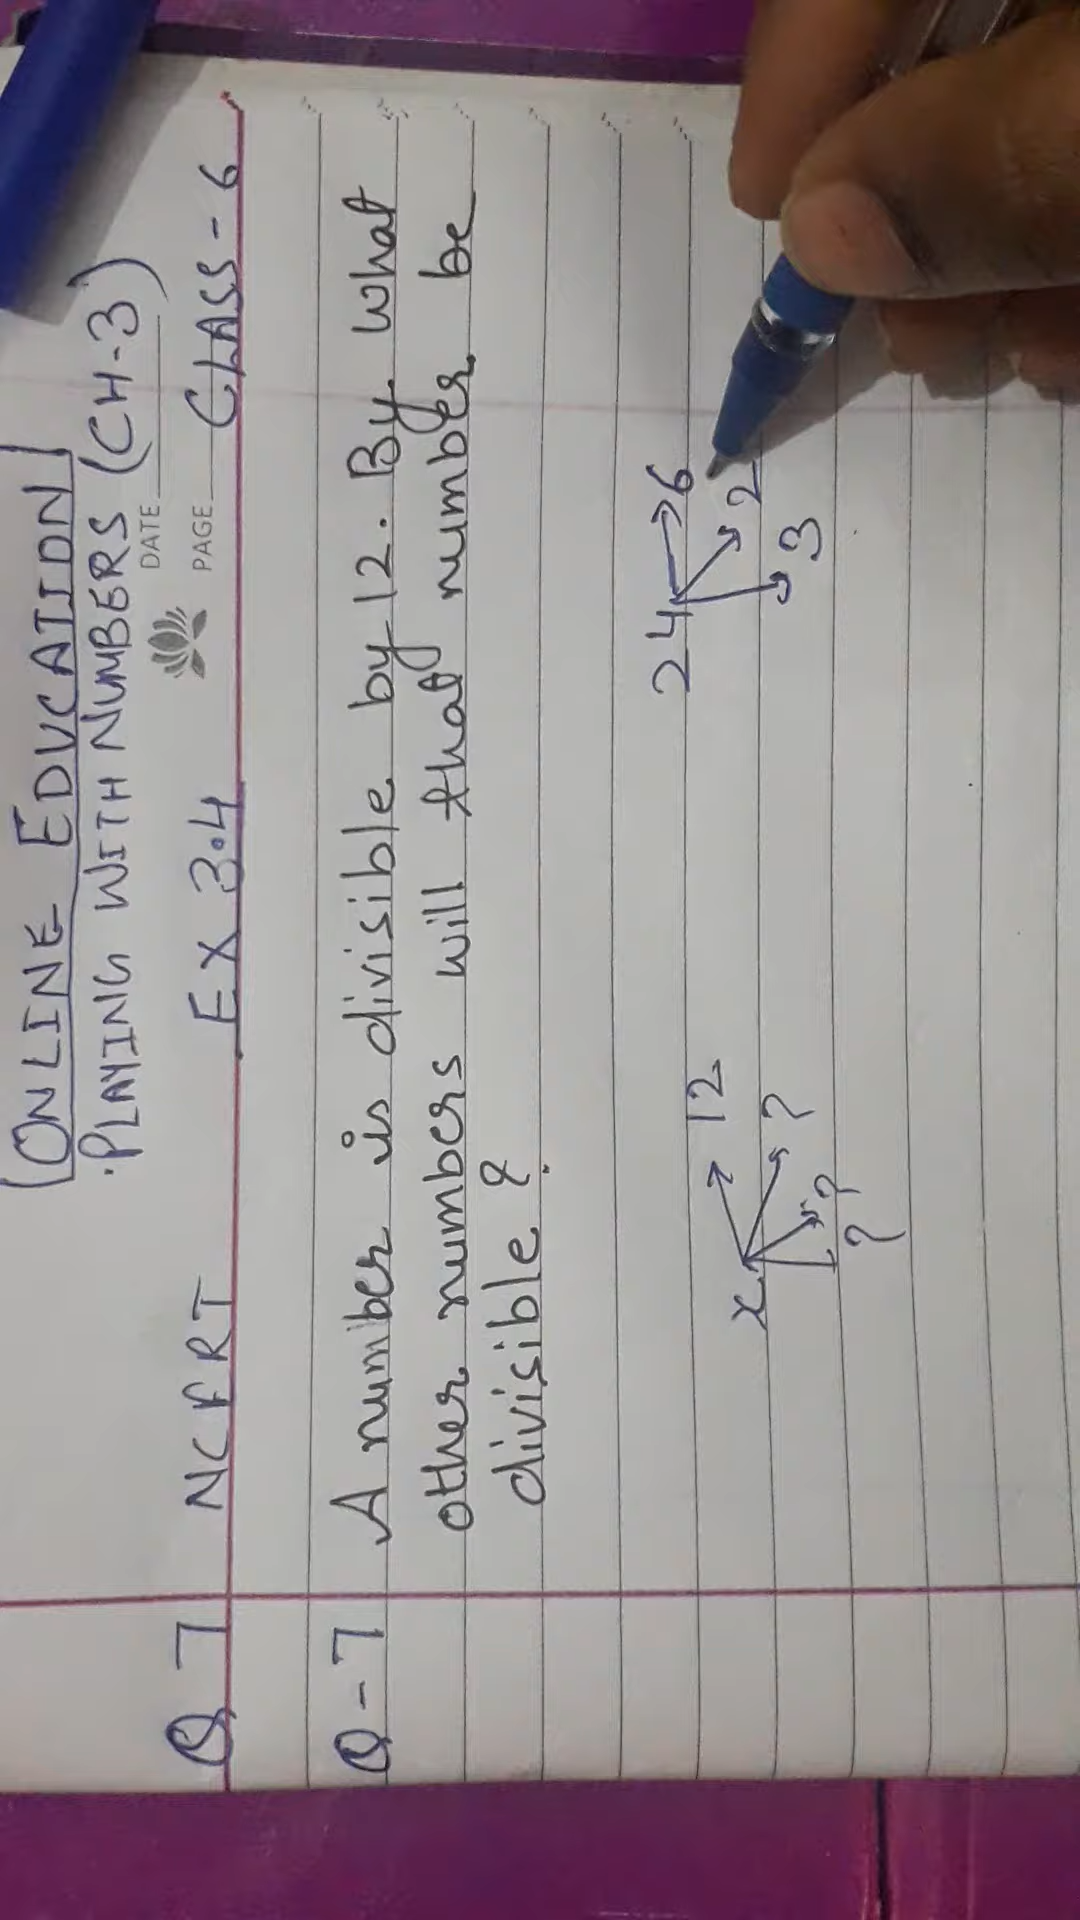 ONLINE EDUCATION
PLAYING WITH NUMBERS (CH-3)
DATE
PAGE
Q 7 NCERT EX 3.4 CLASS-6
Q-7 A number is divisible by 12. By what
other numbers will that number be
divisible ?
x 12 ? ? ?
24 6 2 3